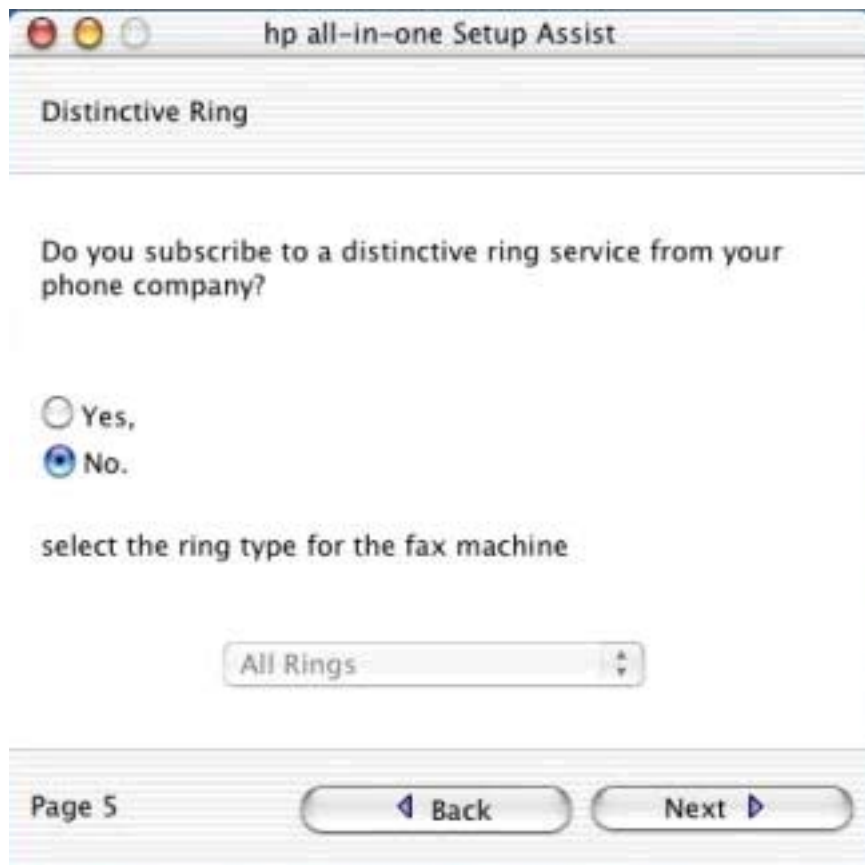 hp all-in-one Setup Assist
Distinctive Ring
Do you subscribe to a distinctive ring service from your
phone company?
Yes,
No.
select the ring type for the fax machine
All Rings
Page 5
Back
Next